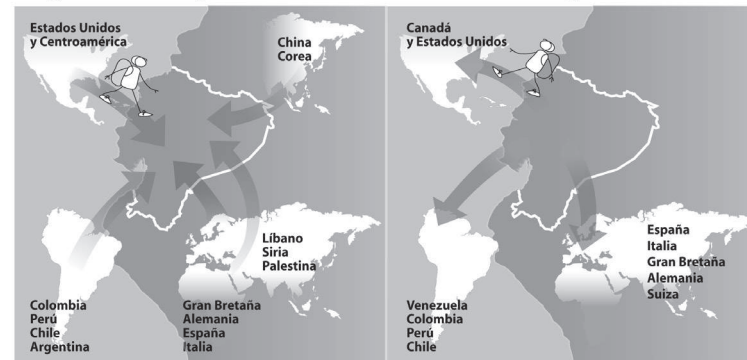 Estados Unidos
y Centroamérica
China
Corea
Líbano
Siria
Palestina
Colombia
Perú
Chile
Argentina
Gran Bretaña
Alemania
España
Italia
Canadá
y Estados Unidos
España
Italia
Gran Bretaña
Alemania
Suiza
Venezuela
Colombia
Perú
Chile